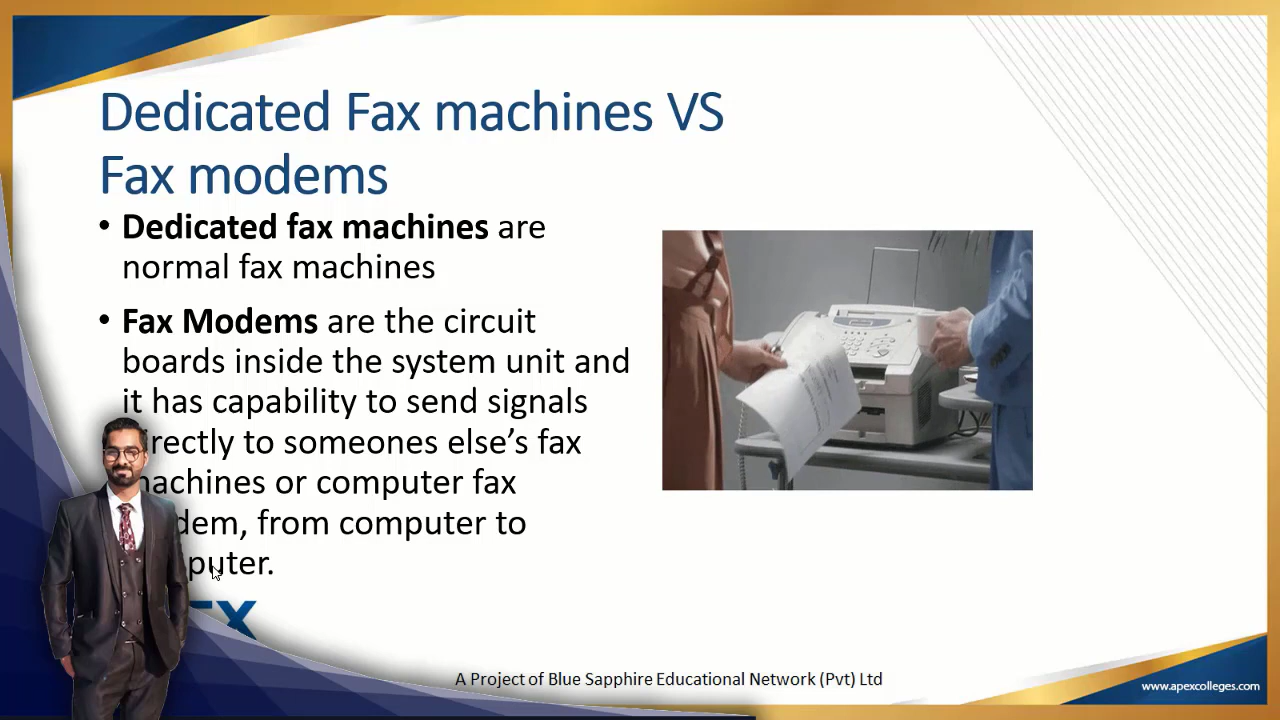 Dedicated Fax machines VS
Fax modems
• Dedicated fax machines are
normal fax machines
• Fax Modems are the circuit
boards inside the system unit and
it has capability to send signals
irectly to someones else’s fax
machines or computer fax
dem, from computer to
puter.
EX
A Project of Blue Sapphire Educational Network (Pvt) Ltd
www.apexcolleges.com